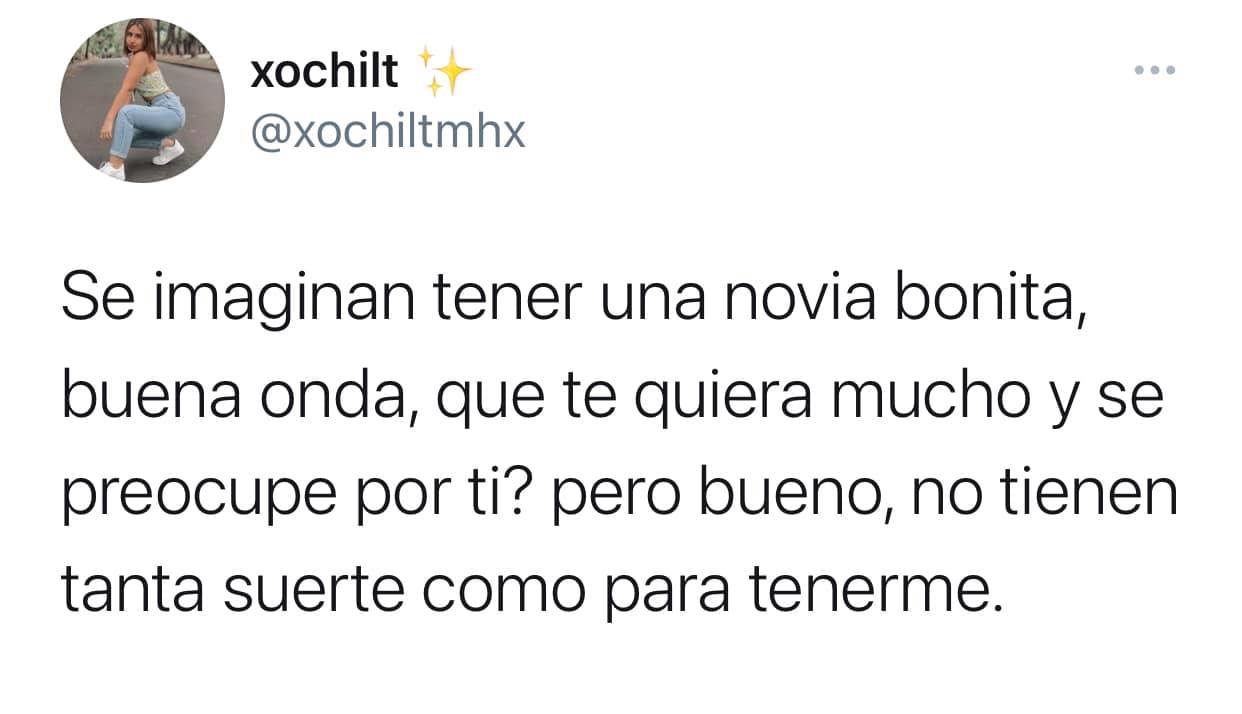 xochilt ✨
@xochiltmhx
Se imaginan tener una novia bonita,
buena onda, que te quiera mucho y se
preocupe por ti? pero bueno, no tienen
tanta suerte como para tenerme.